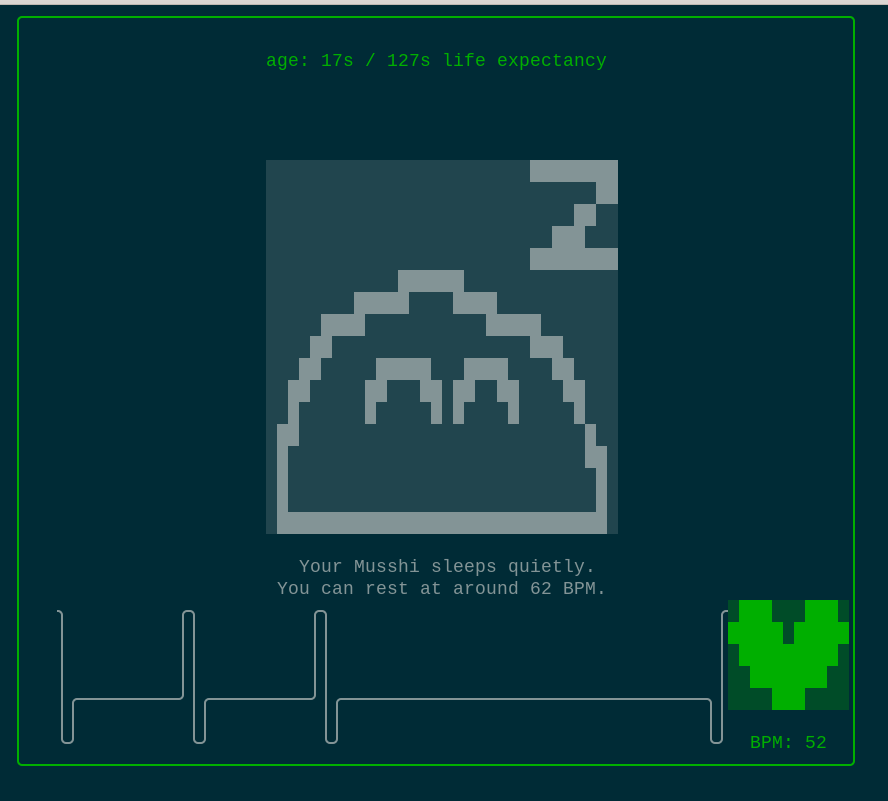 age: 17s / 127s life expectancy
Z
Your Musshi sleeps quietly.
You can rest at around 62 BPM.
BPM: 52